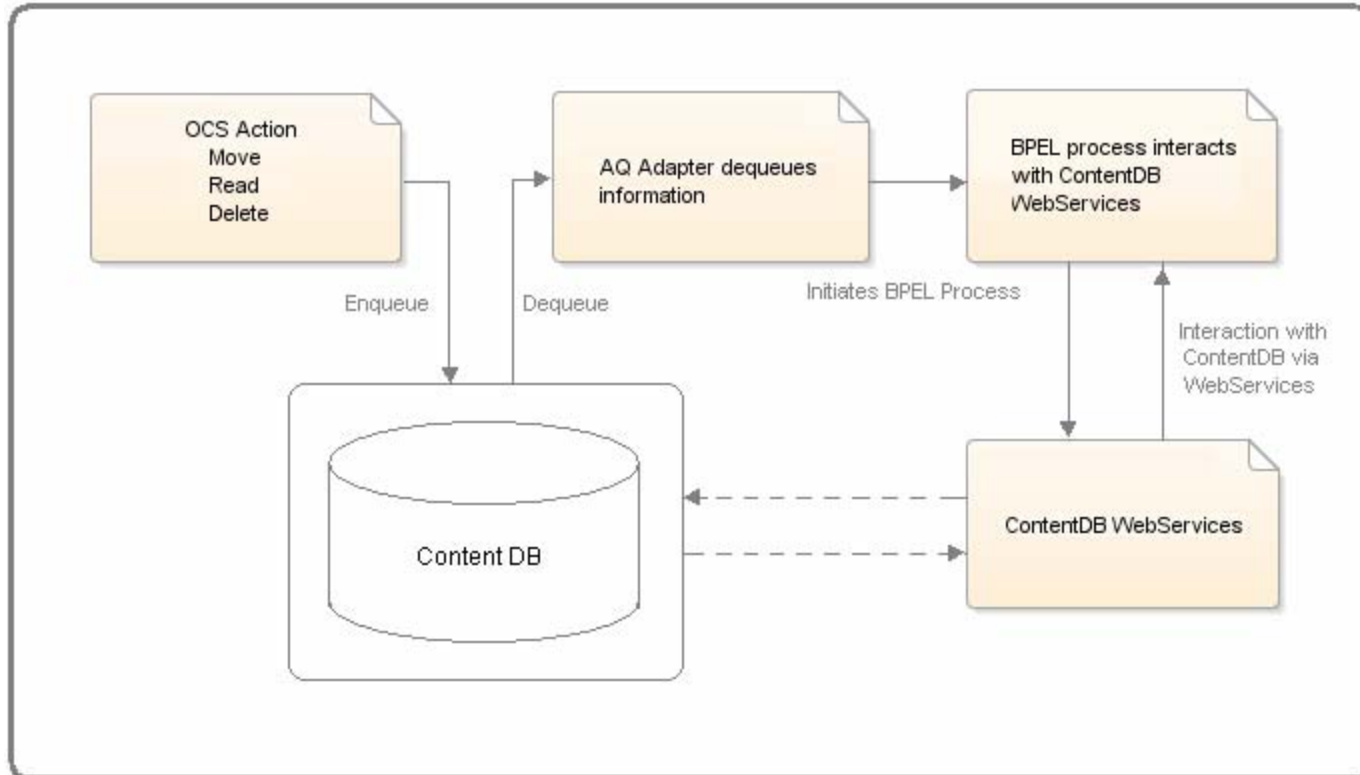 OCS Action
Move
Read
Delete
AQ Adapter dequeues
information
BPEL process interacts
with ContentDB
WebServices
Enqueue
Dequeue
Initiates BPEL Process
Interaction with
ContentDB via
WebServices
Content DB
ContentDB WebServices